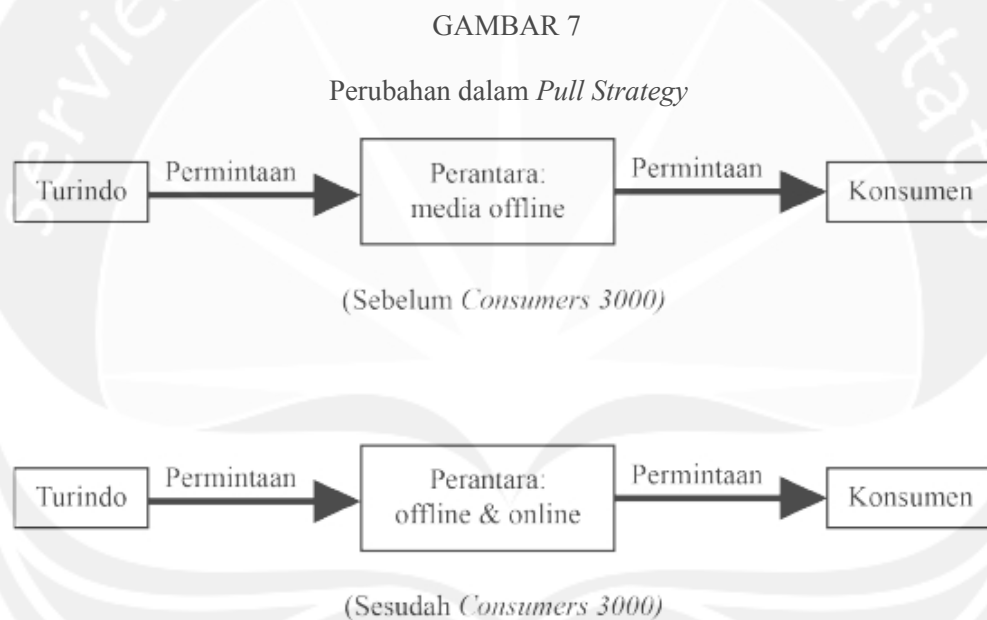 GAMBAR 7
Perubahan dalam Pull Strategy
Turindo
Permintaan
Perantara:
media offline
Permintaan
Konsumen
(Sebelum Consumers 3000)
Turindo
Permintaan
Perantara:
offline & online
Permintaan
Konsumen
(Sesudah Consumers 3000)